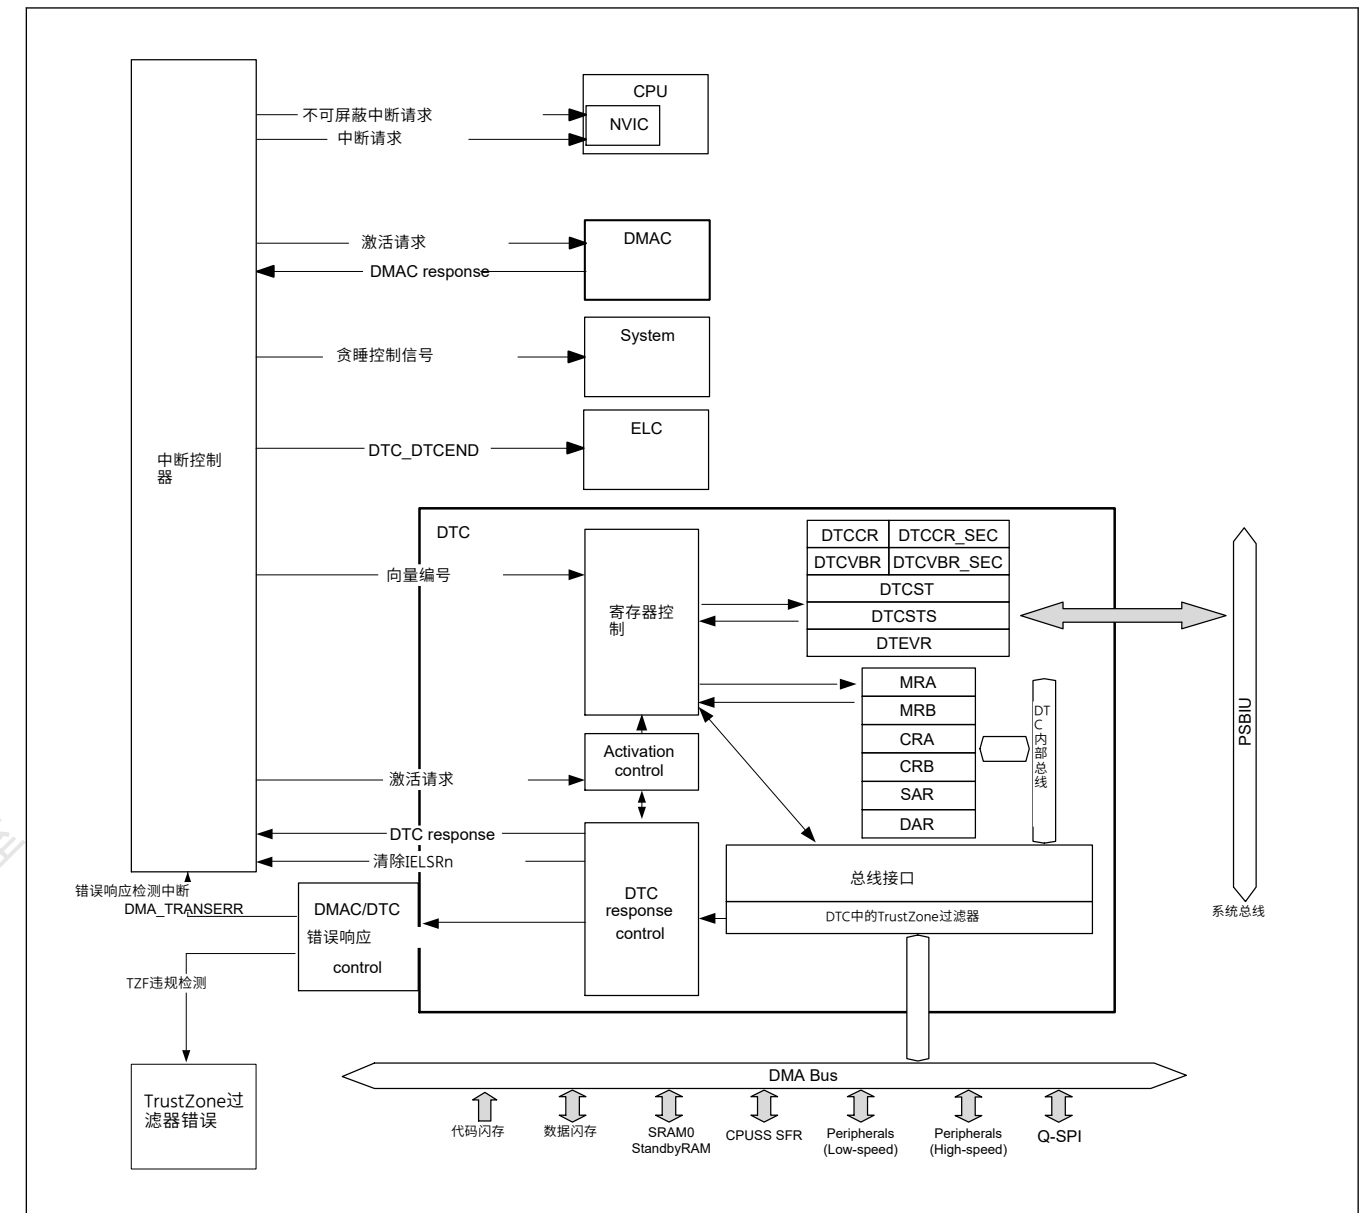 CPU
NVIC
不可屏蔽中断请求
中断请求
激活请求
DMAC
DMAC response
System
贪睡控制信号
ELC
DTC_DTCEND
中断控制
器
DTC
向量编号
寄存器控
制
DTCCR
DTCCR_SEC
DTCVBR
DTCVBR_SEC
DTCST
DTCSTS
DTEVR
MRA
MRB
CRA
CRB
SAR
DAR
DT
C
内
部
总
线
PSBIU
系统总线
Activation
control
激活请求
DTC response
清除IELSRn
DTC
response
control
总线接口
DTC中的TrustZone过滤器
错误响应检测中断
DMA_TRANSERR
DMAC/DTC
错误响应
control
TZF违规检测
TrustZone过
滤器错误
DMA Bus
代码闪存
数据闪存
SRAM0
StandbyRAM
CPUSS SFR
Peripherals
(Low-speed)
Peripherals
(High-speed)
Q-SPI